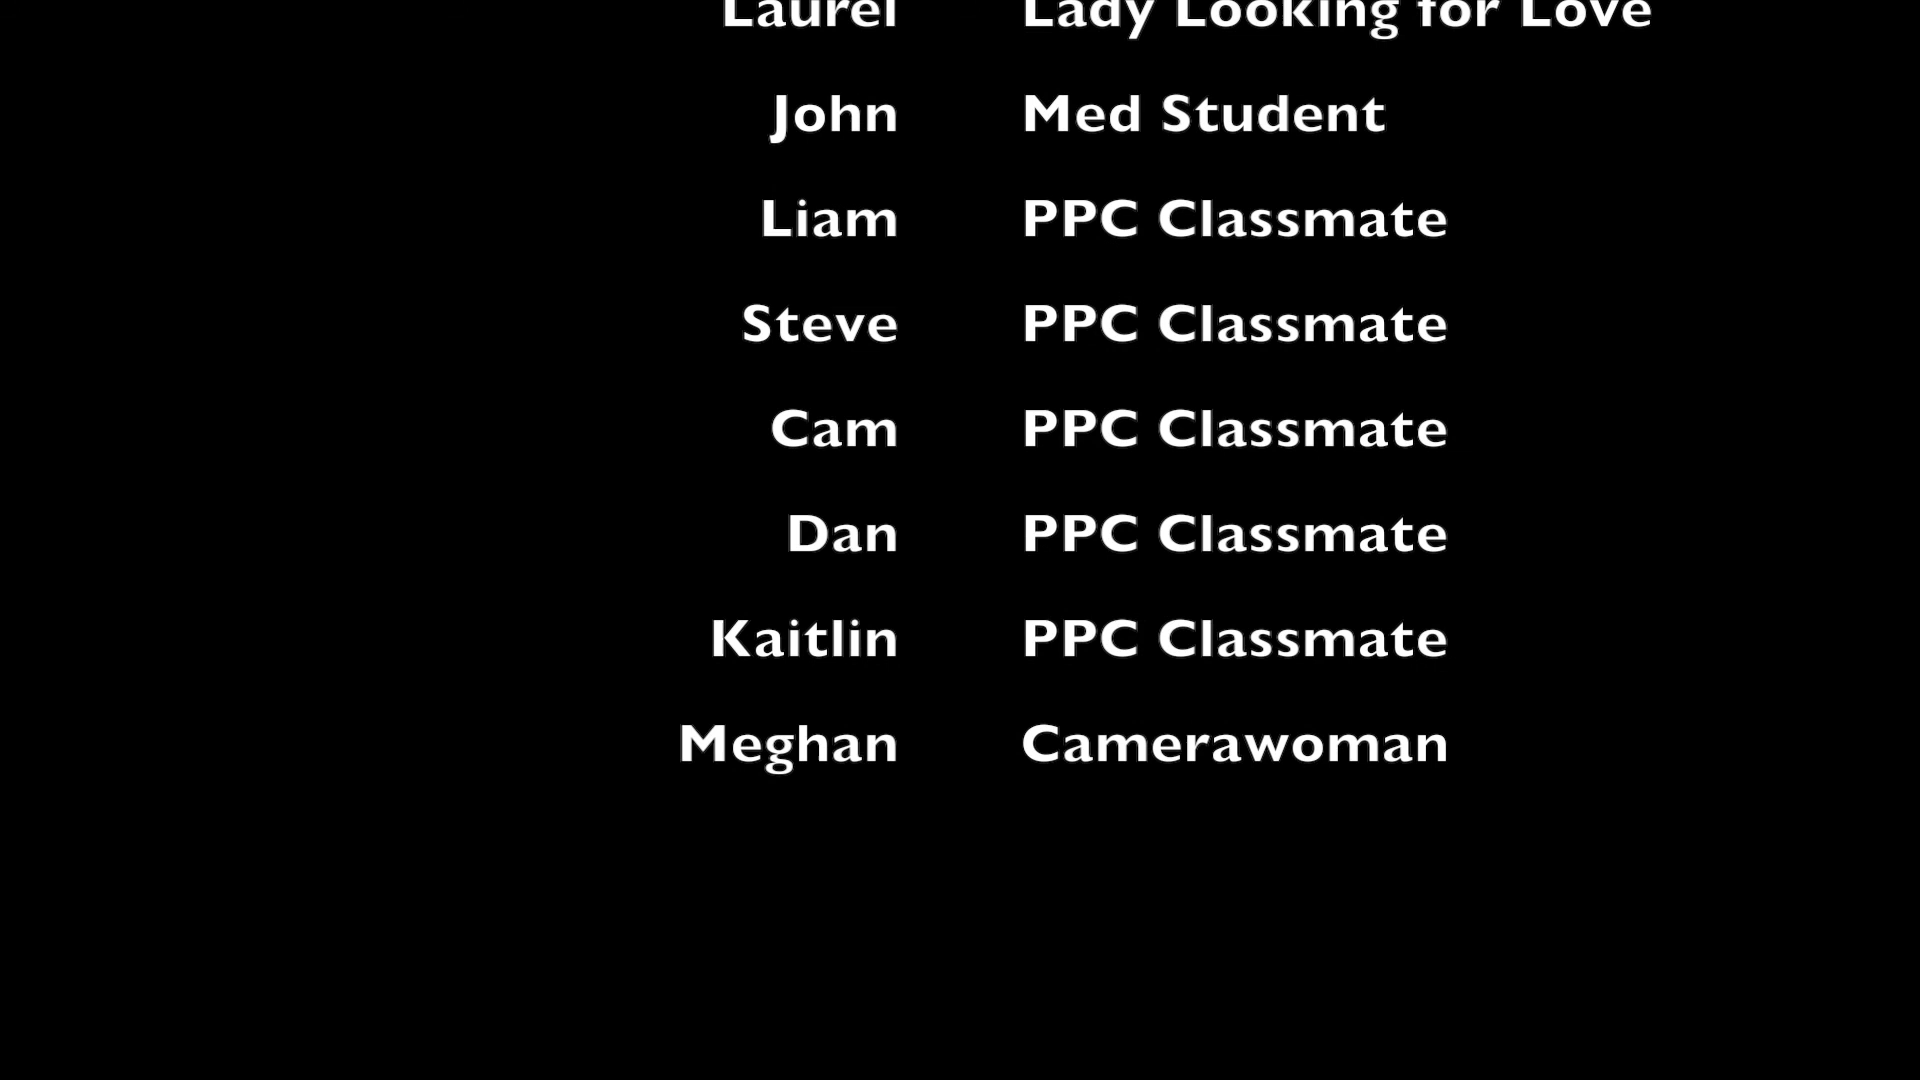 Laurel Lady Looking for Love
John Med Student
Liam PPC Classmate
Steve PPC Classmate
Cam PPC Classmate
Dan PPC Classmate
Kaitlin PPC Classmate
Meghan Camerawoman